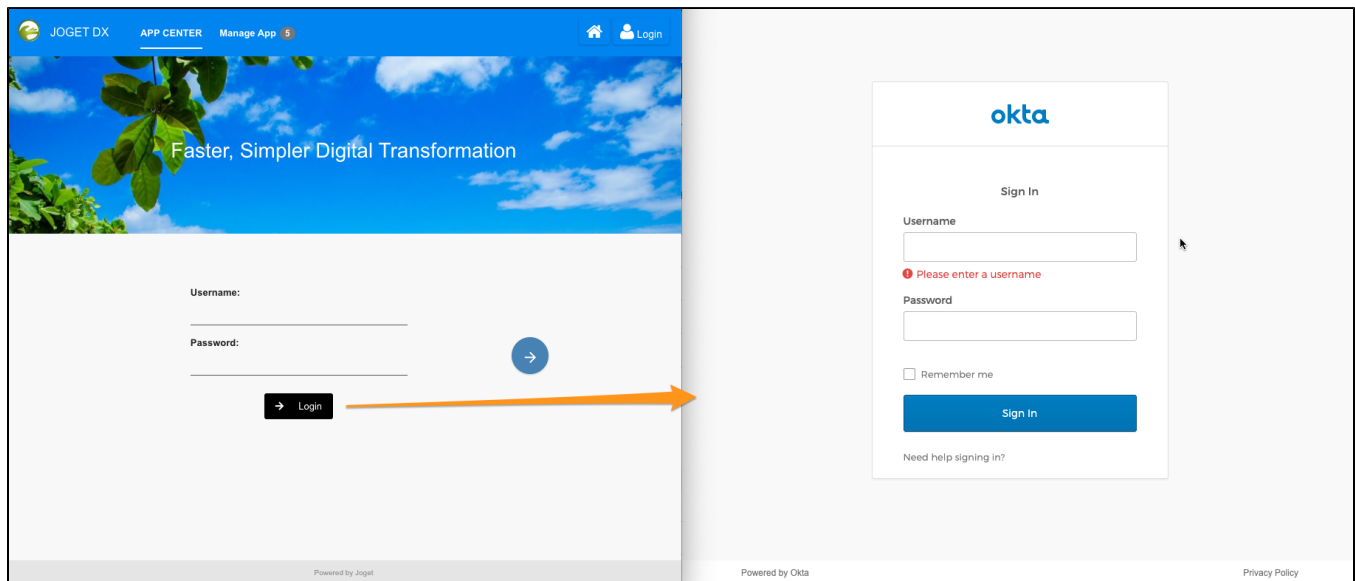 JOGET DX APP CENTER Manage App 5 Login
Faster, Simpler Digital Transformation
Username:
Password:
Login
Powered by Joget
okta
Sign In
Username
Please enter a username
Password
Remember me
Sign In
Need help signing in?
Powered by Okta Privacy Policy